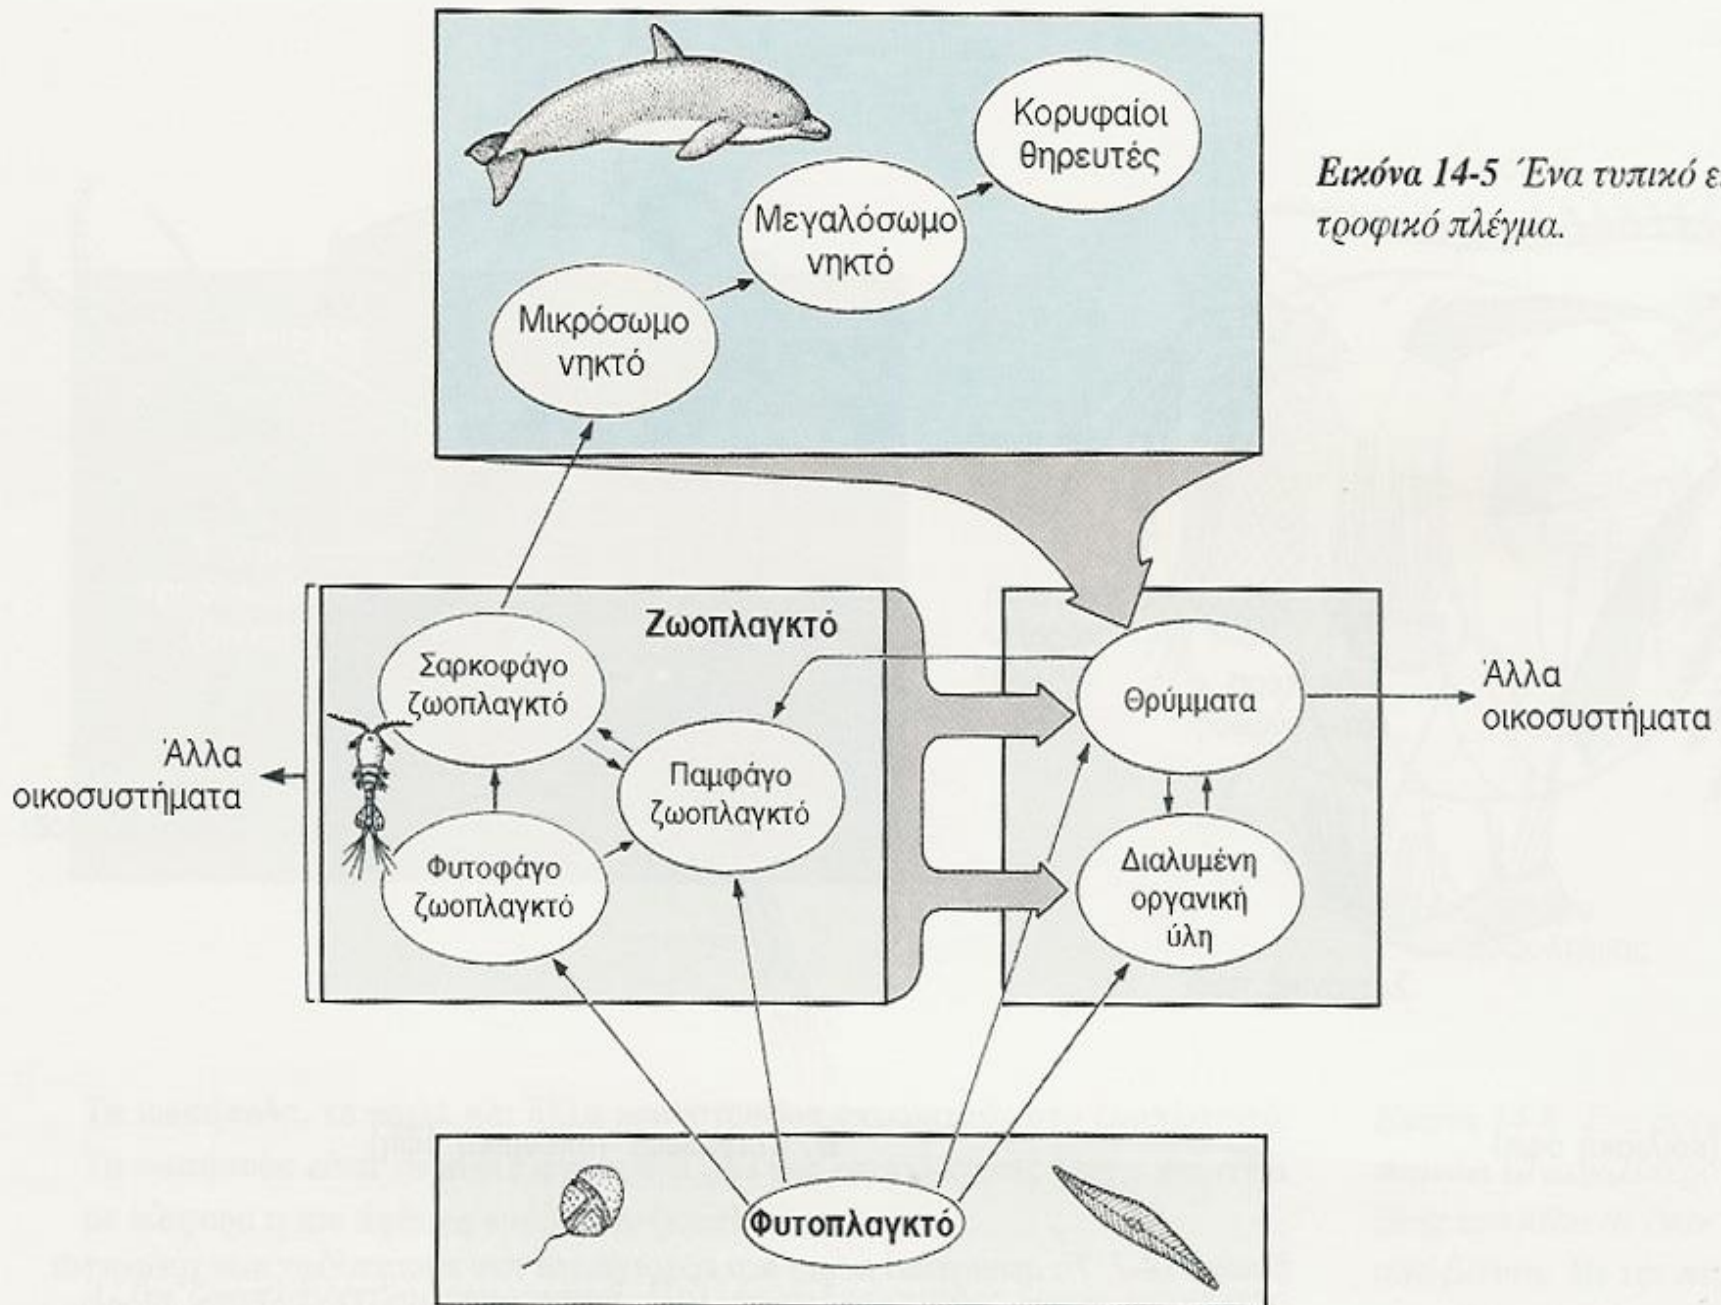 Κορυφαίοι
θηρευτές
Μεγαλόσωμο
νηκτό
Μικρόσωμο
νηκτό
Εικόνα 14-5 Ένα τυπικό
τροφικό πλέγμα.
Ζωοπλαγκτό
Σαρκοφάγο
ζωοπλαγκτό
Παμφάγο
ζωοπλαγκτό
Φυτοφάγο
ζωοπλαγκτό
Άλλα
οικοσυστήματα
Θρύμματα
Διαλυμένη
οργανική
ύλη
Άλλα
οικοσυστήματα
Φυτοπλαγκτό